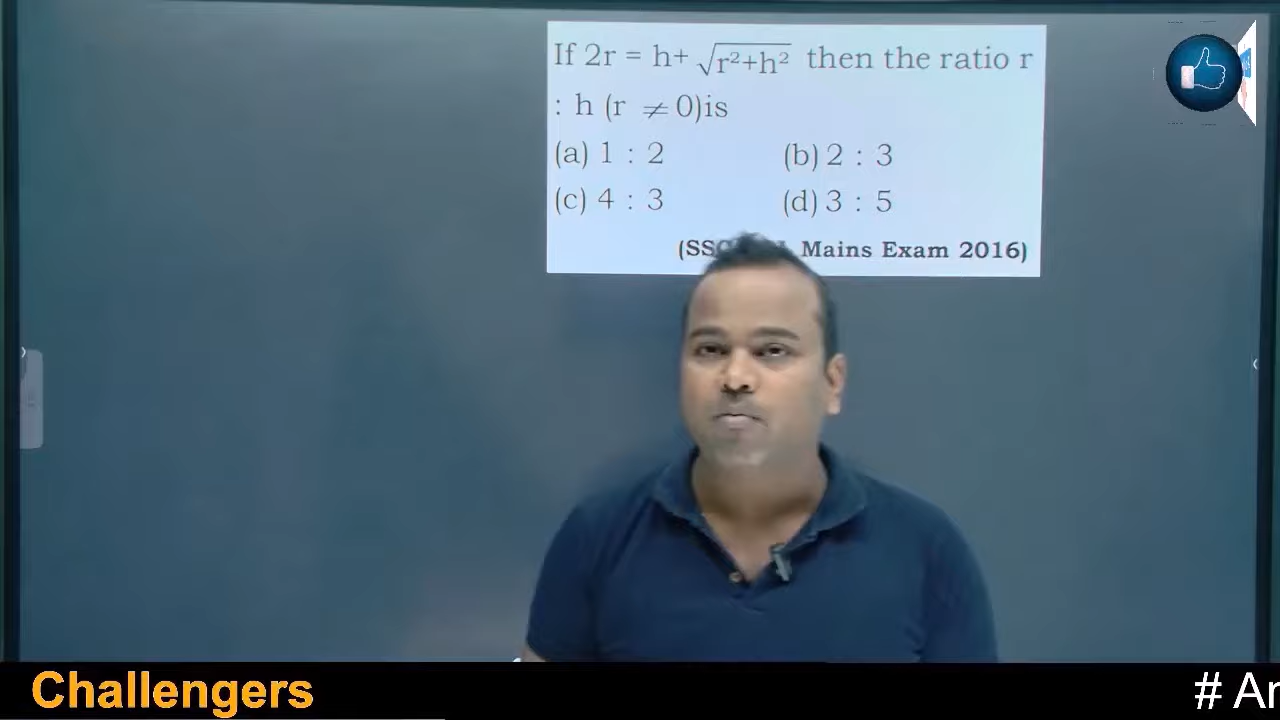 If 2r = h+ √r²+h² then the ratio r
: h (r ≠ 0)is
(a) 1 : 2 (b) 2 : 3
(c) 4 : 3 (d) 3 : 5
Mains Exam 2016)
Challengers